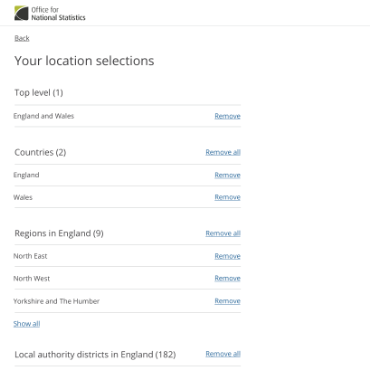 Office for
National Statistics
Back
Your location selections
Top level (1)
England and Wales Remove
Countries (2) Remove all
England Remove
Wales Remove
Regions in England (9) Remove all
North East Remove
North West Remove
Yorkshire and The Humber Remove
Show all
Local authority districts in England (182) Remove all